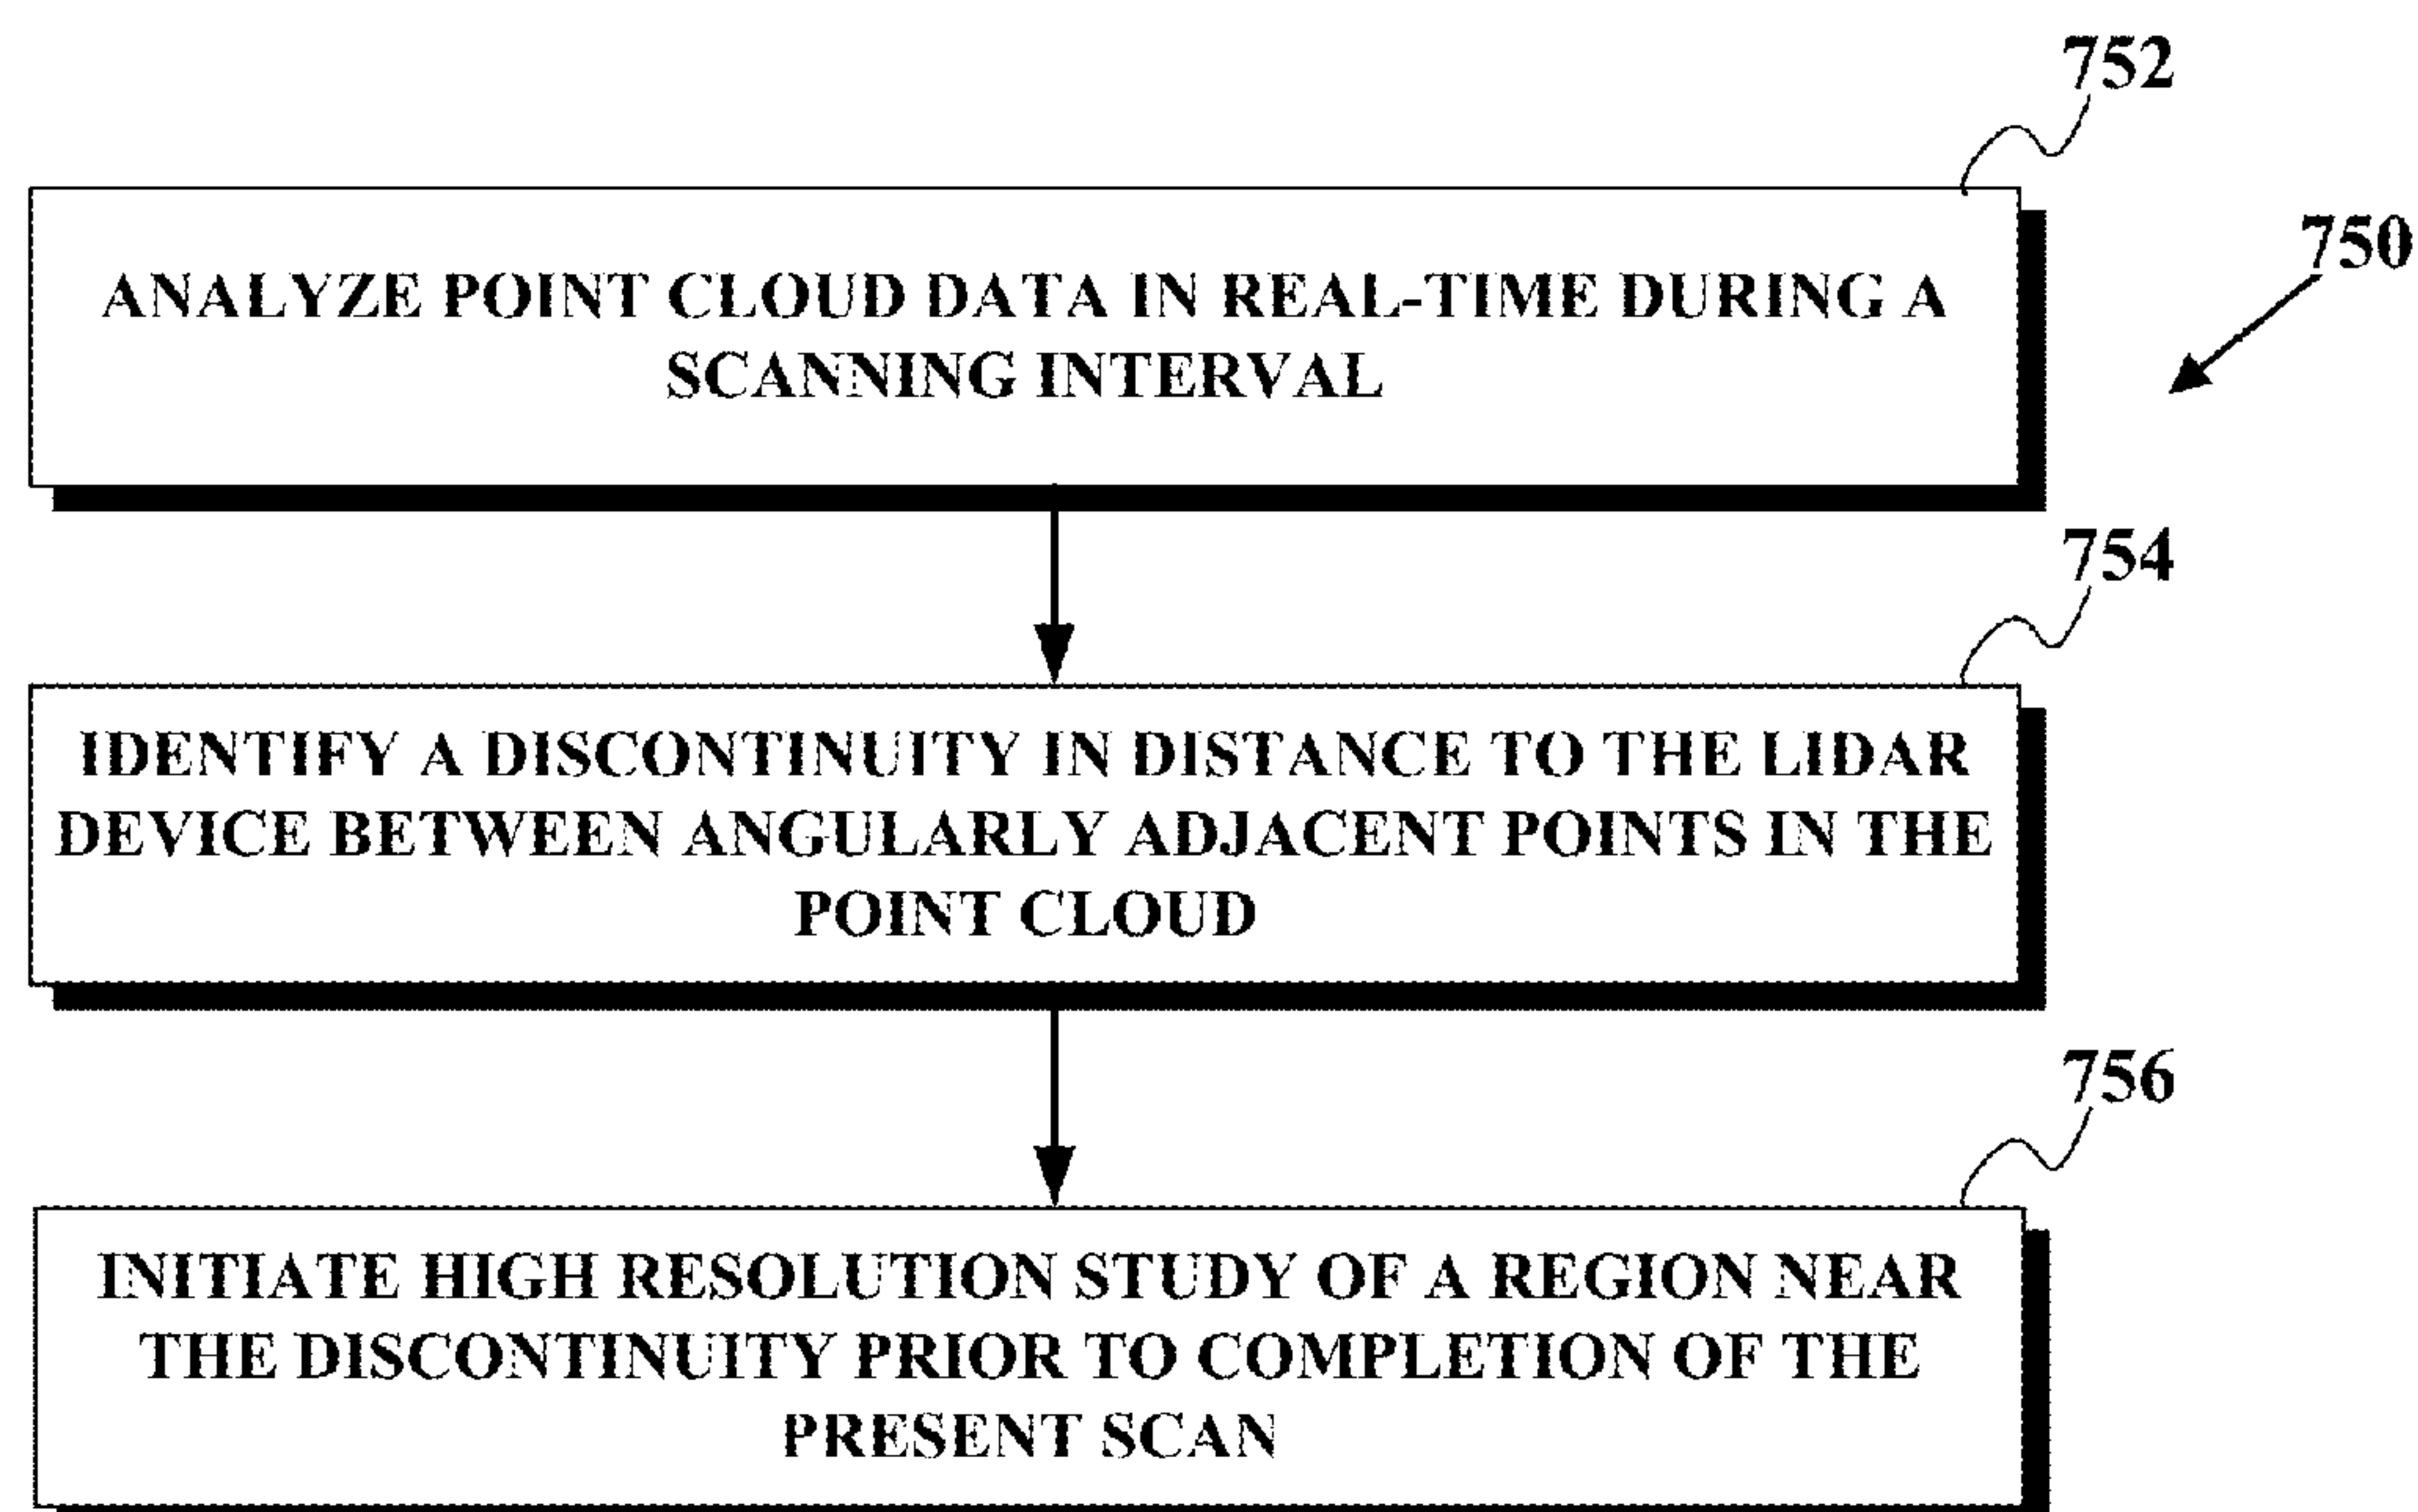 752
750
ANALYZE POINT CLOUD DATA IN REAL-TIME DURING A
SCANNING INTERVAL
754
IDENTIFY A DISCONTINUITY IN DISTANCE TO THE LIDAR
DEVICE BETWEEN ANGULARLY ADJACENT POINTS IN THE
POINT CLOUD
756
INITIATE HIGH RESOLUTION STUDY OF A REGION NEAR
THE DISCONTINUITY PRIOR TO COMPLETION OF THE
PRESENT SCAN